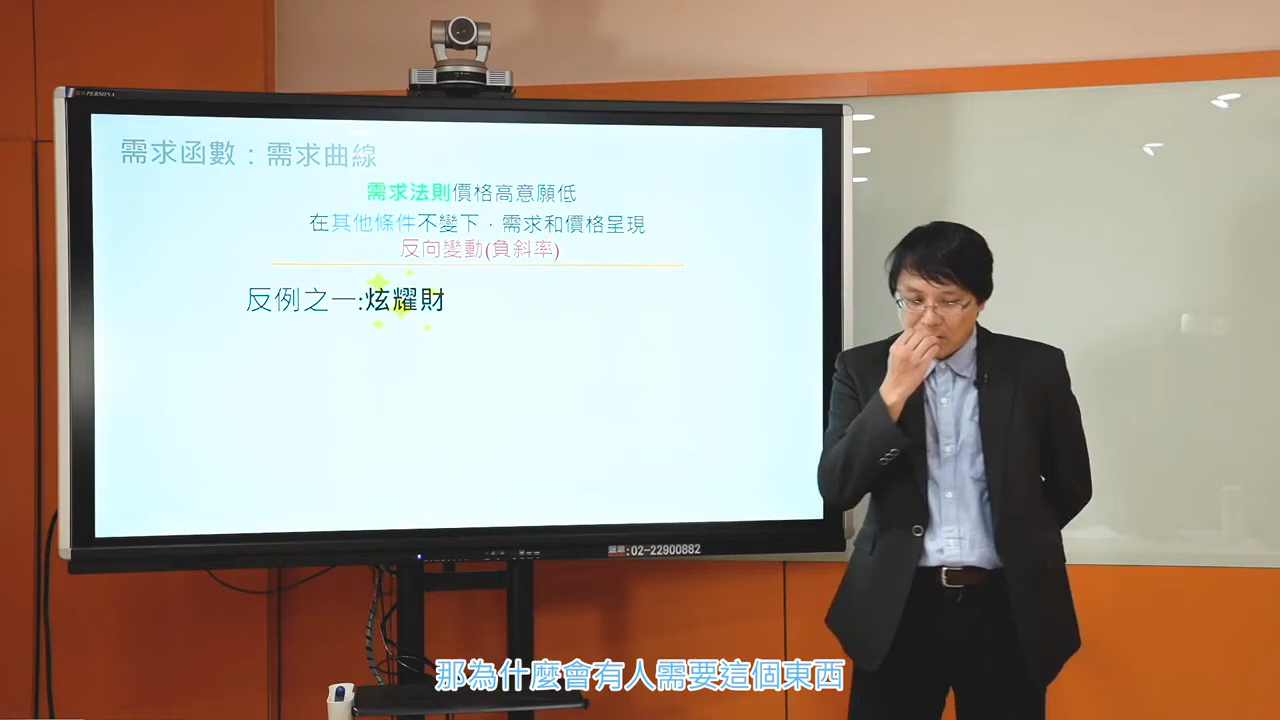 PERSONA
需求函數：需求曲線
需求法則價格高意願低
在其他條件不變下，需求和價格呈現
反向變動(負斜率)
反例之一:炫耀財
:02-22900882
那為什麼會有人需要這個東西